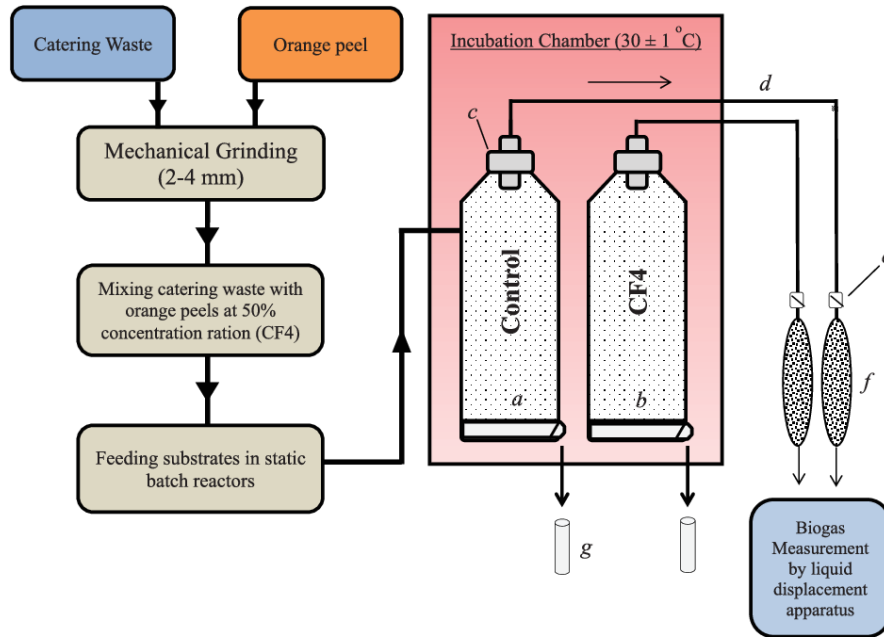 Catering Waste
Orange peel
Mechanical Grinding
(2-4 mm)
Mixing catering waste with
orange peels at 50%
concentration ration (CF4)
Feeding substrates in static
batch reactors
Incubation Chamber (30 ± 1 °C)
c
d
Control
CF4
a
b
f
g
Biogas
Measurement
by liquid
displacement
apparatus